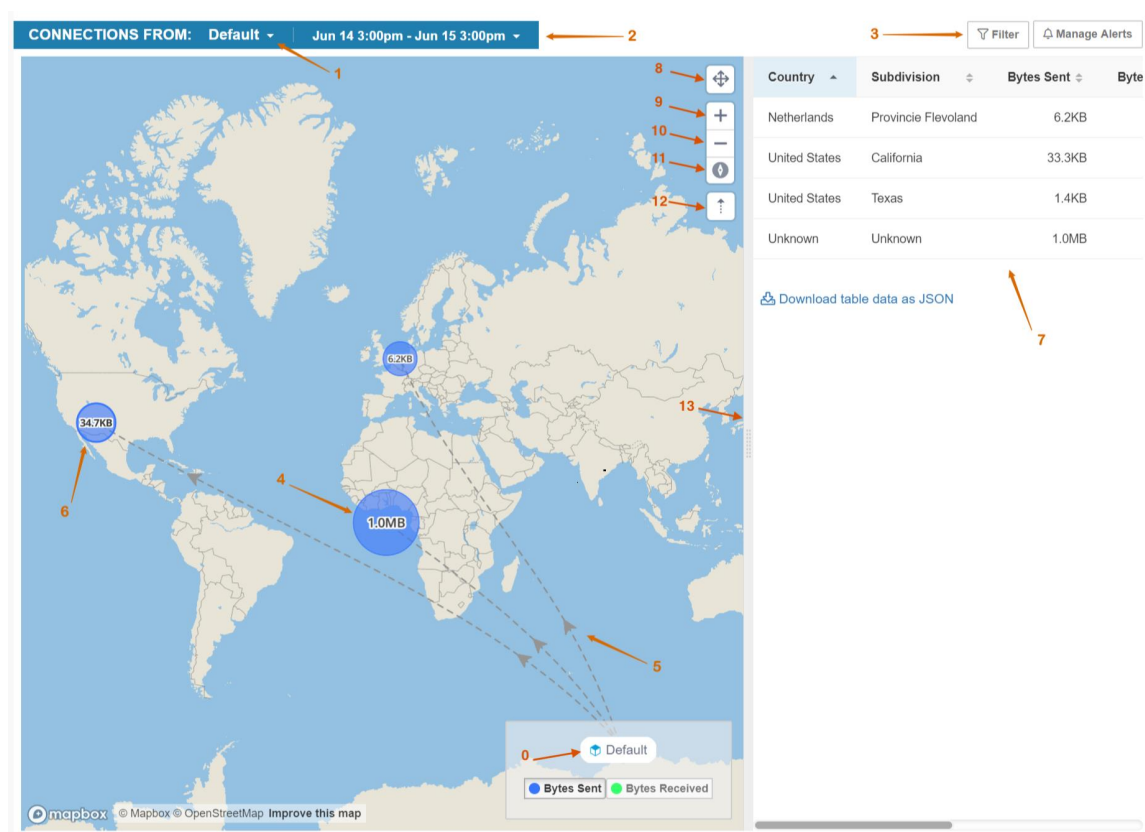 CONNECTIONS FROM: Default Jun 14 3:00pm - Jun 15 3:00pm 2 3 Filter Manage Alerts
1
8
9
10
11
12
Country Subdivision Bytes Sent Byte
Netherlands Provincie Flevoland 6.2KB
United States California 33.3KB
United States Texas 1.4KB
Unknown Unknown 1.0MB
Download table data as JSON
7
6.2KB
13
34.7KB
4
6
1.0MB
5
0
Default
Bytes Sent Bytes Received
mapbox © Mapbox © OpenStreetMap Improve this map